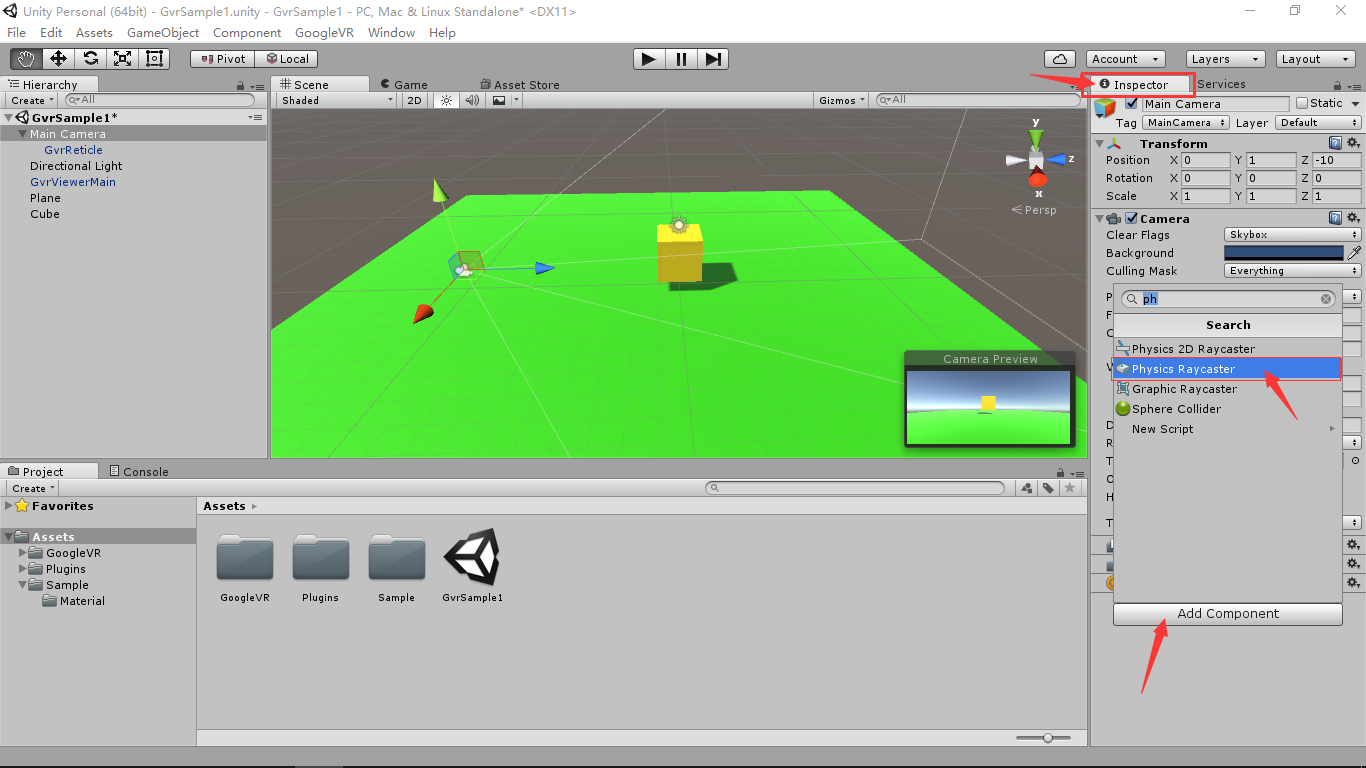 Unity Personal (64bit) - GvrSample1.unity - GvrSample1 - PC, Mac & Linux Standalone* <DX11>
File Edit Assets GameObject Component GoogleVR Window Help
Pivot Local Account Layers Layout
Hierarchy
Create All
GvrSample1*
Main Camera
GvrReticle
Directional Light
GvrViewerMain
Plane
Cube
Scene Game Asset Store
Shaded 2D Gizmos All
y
z
x
Persp
Camera Preview
Inspector Services
Main Camera Static
Tag MainCamera Layer Default
Transform
Position X 0 Y 1 Z -10
Rotation X 0 Y 0 Z 0
Scale X 1 Y 1 Z 1
Camera
Clear Flags Skybox
Background
Culling Mask Everything
ph
Search
Physics 2D Raycaster
Physics Raycaster
Graphic Raycaster
Sphere Collider
New Script
Add Component
Project Console
Create
Favorites
Assets
GoogleVR
Plugins
Sample
Material
Assets
GoogleVR Plugins Sample GvrSample1